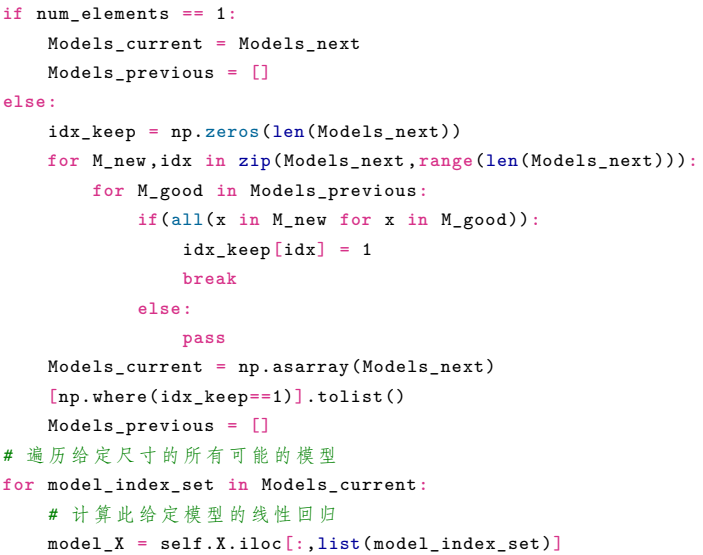 if num_elements == 1:
    Models_current = Models_next
    Models_previous = []
else:
    idx_keep = np.zeros(len(Models_next))
    for M_new,idx in zip(Models_next,range(len(Models_next))):
        for M_good in Models_previous:
            if(all(x in M_new for x in M_good)):
                idx_keep[idx] = 1
                break
            else:
                pass
    Models_current = np.asarray(Models_next)
    [np.where(idx_keep==1)].tolist()
    Models_previous = []
# 遍历给定尺寸的所有可能的模型
for model_index_set in Models_current:
    # 计算此给定模型的线性回归
    model_X = self.X.iloc[:,list(model_index_set)]